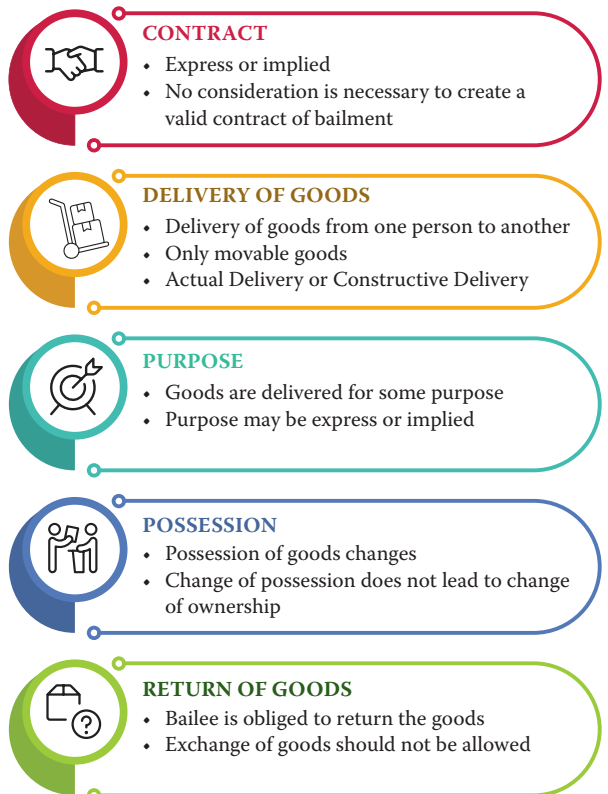 CONTRACT
• Express or implied
• No consideration is necessary to create a
valid contract of bailment
DELIVERY OF GOODS
• Delivery of goods from one person to another
• Only movable goods
• Actual Delivery or Constructive Delivery
PURPOSE
• Goods are delivered for some purpose
• Purpose may be express or implied
POSSESSION
• Possession of goods changes
• Change of possession does not lead to change
of ownership
RETURN OF GOODS
• Bailee is obliged to return the goods
• Exchange of goods should not be allowed
?